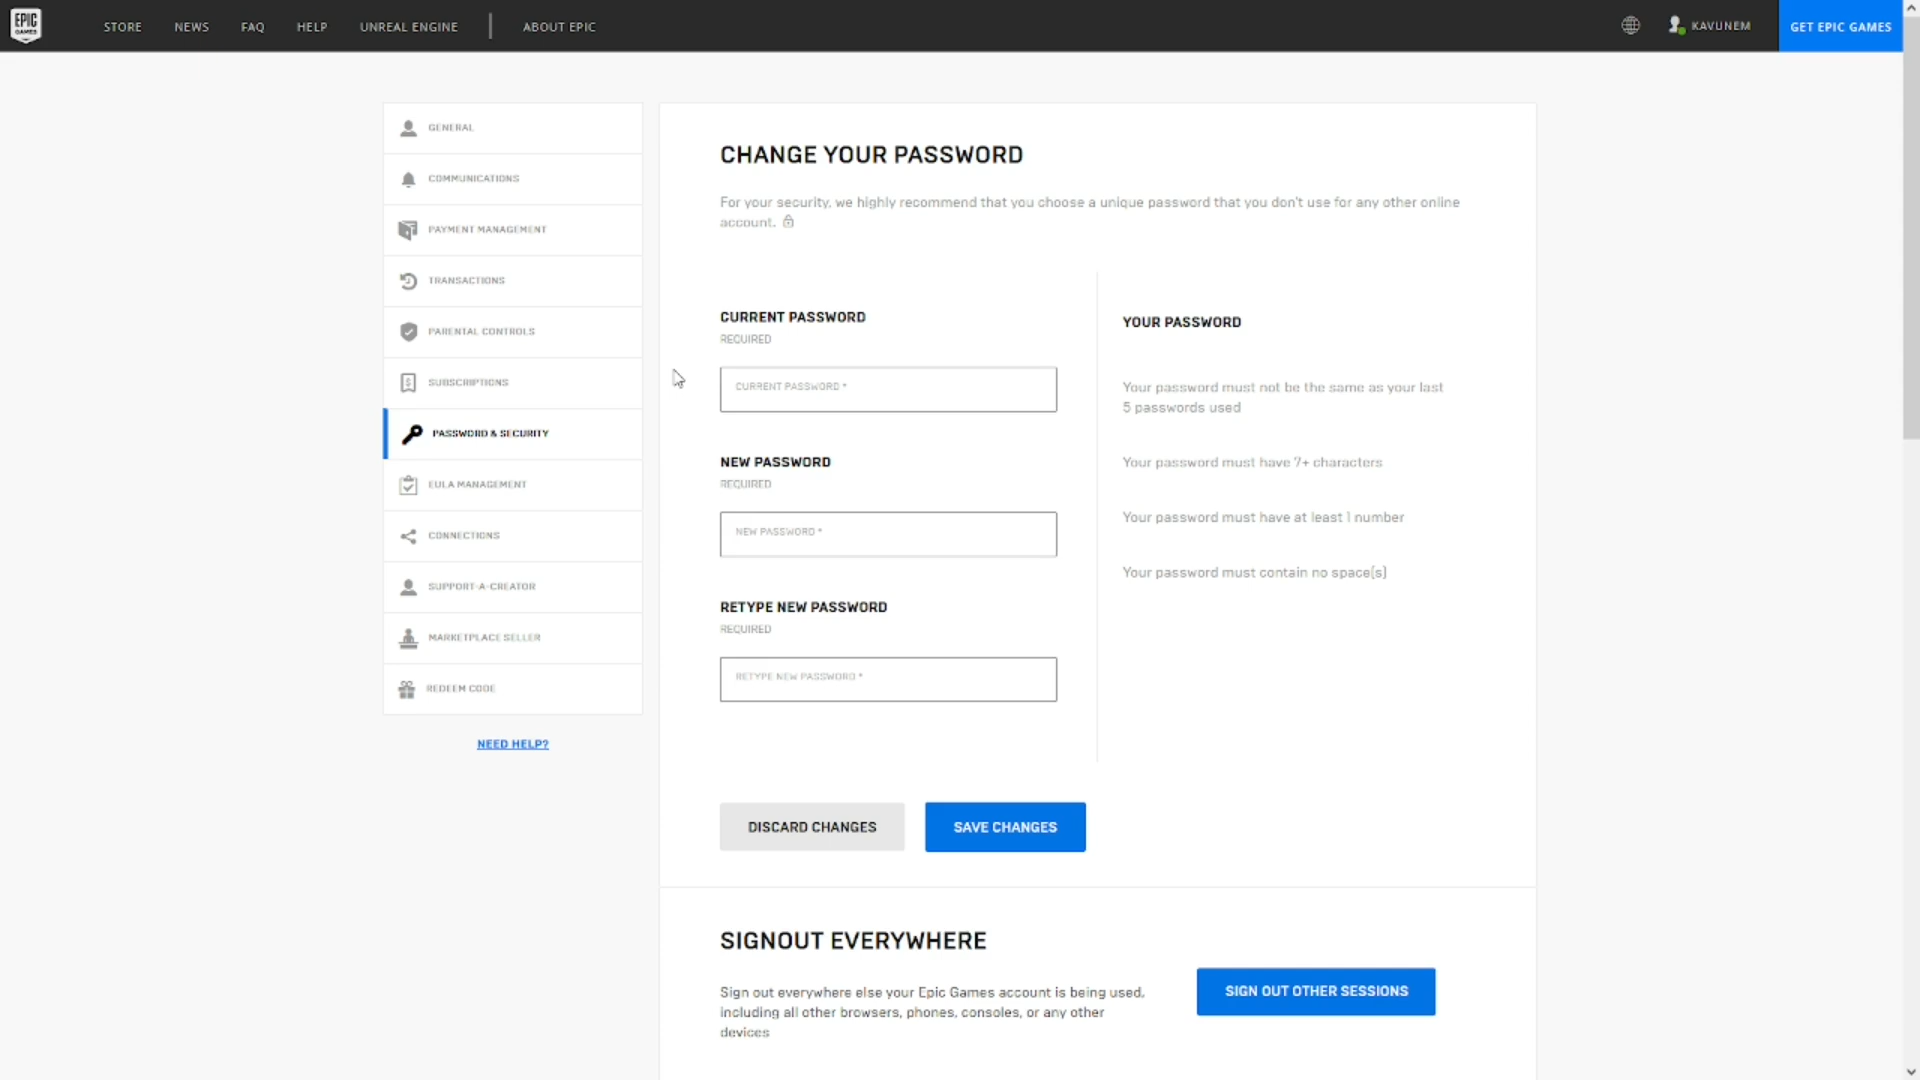 EPIC GAMES
STORE
NEWS
FAQ
HELP
UNREAL ENGINE
ABOUT EPIC
KAVUNEM
GET EPIC GAMES
GENERAL
COMMUNICATIONS
PAYMENT MANAGEMENT
TRANSACTIONS
PARENTAL CONTROLS
SUBSCRIPTIONS
PASSWORD & SECURITY
EULA MANAGEMENT
CONNECTIONS
SUPPORT-A-CREATOR
MARKETPLACE SELLER
REDEEM CODE
NEED HELP?
CHANGE YOUR PASSWORD
For your security, we highly recommend that you choose a unique password that you don't use for any other online
account.
CURRENT PASSWORD
REQUIRED
CURRENT PASSWORD *
NEW PASSWORD
REQUIRED
NEW PASSWORD *
RETYPE NEW PASSWORD
REQUIRED
RETYPE NEW PASSWORD *
YOUR PASSWORD
Your password must not be the same as your last
5 passwords used
Your password must have 7+ characters
Your password must have at least 1 number
Your password must contain no space(s)
DISCARD CHANGES
SAVE CHANGES
SIGNOUT EVERYWHERE
Sign out everywhere else your Epic Games account is being used,
including all other browsers, phones, consoles, or any other
devices
SIGN OUT OTHER SESSIONS